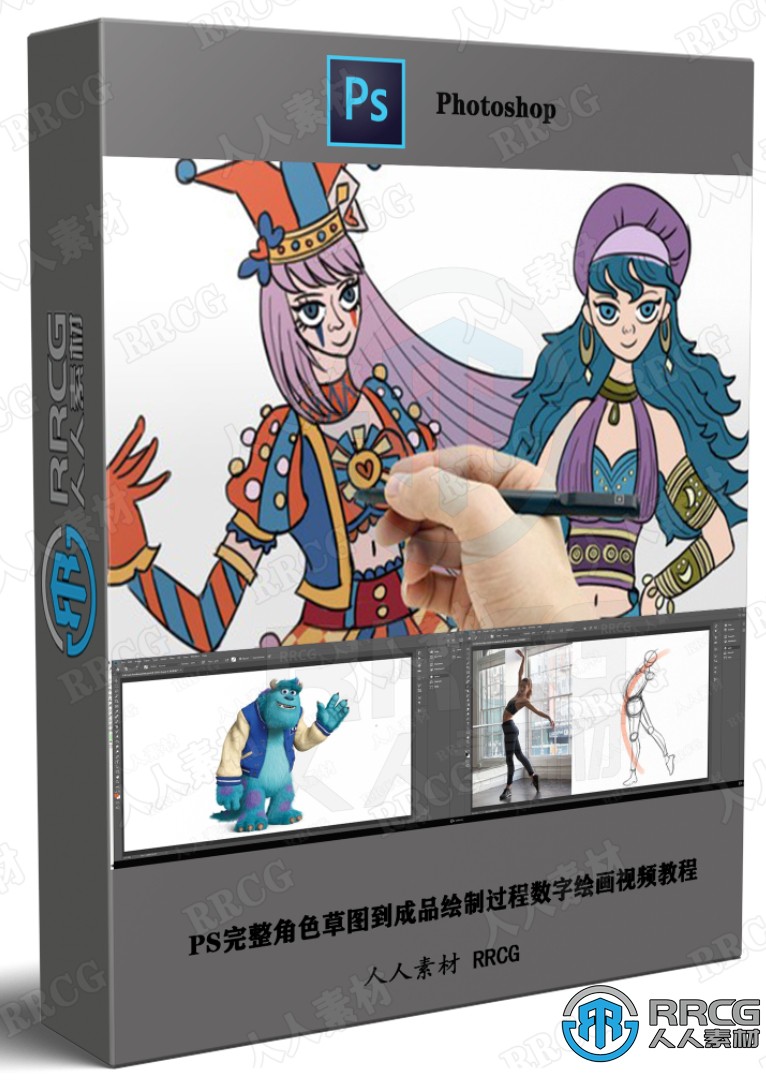 Ps
Photoshop
RRCG
人人素材
PS完整角色草图到成品绘制过程数字绘画视频教程
人人素材 RRCG
RRCG
人人素材